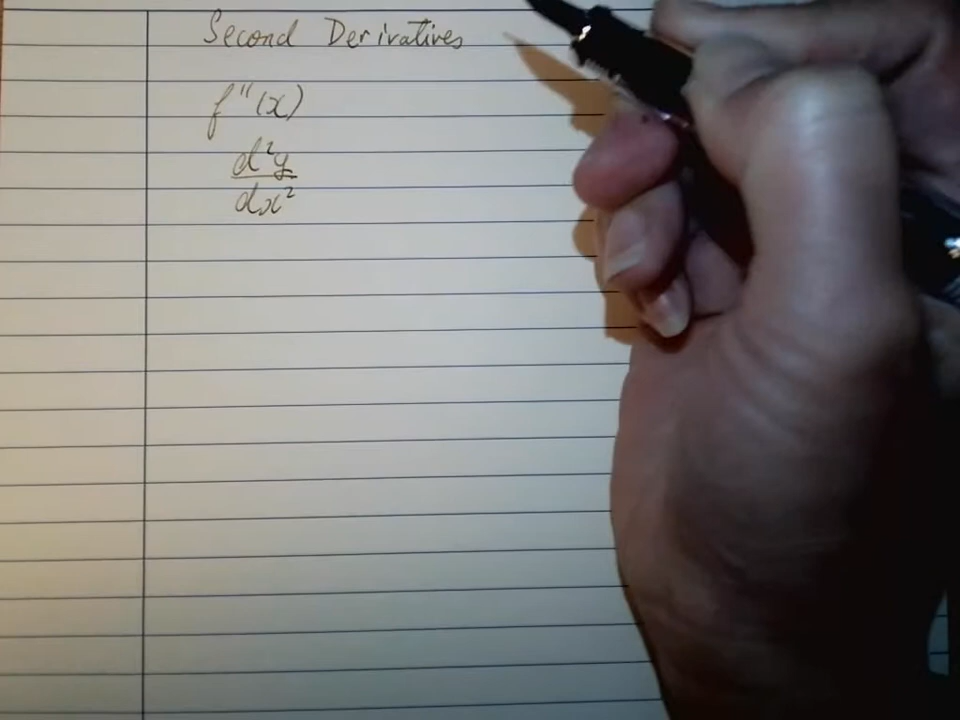 Second Derivatives
f''(x)
d²y
dx²